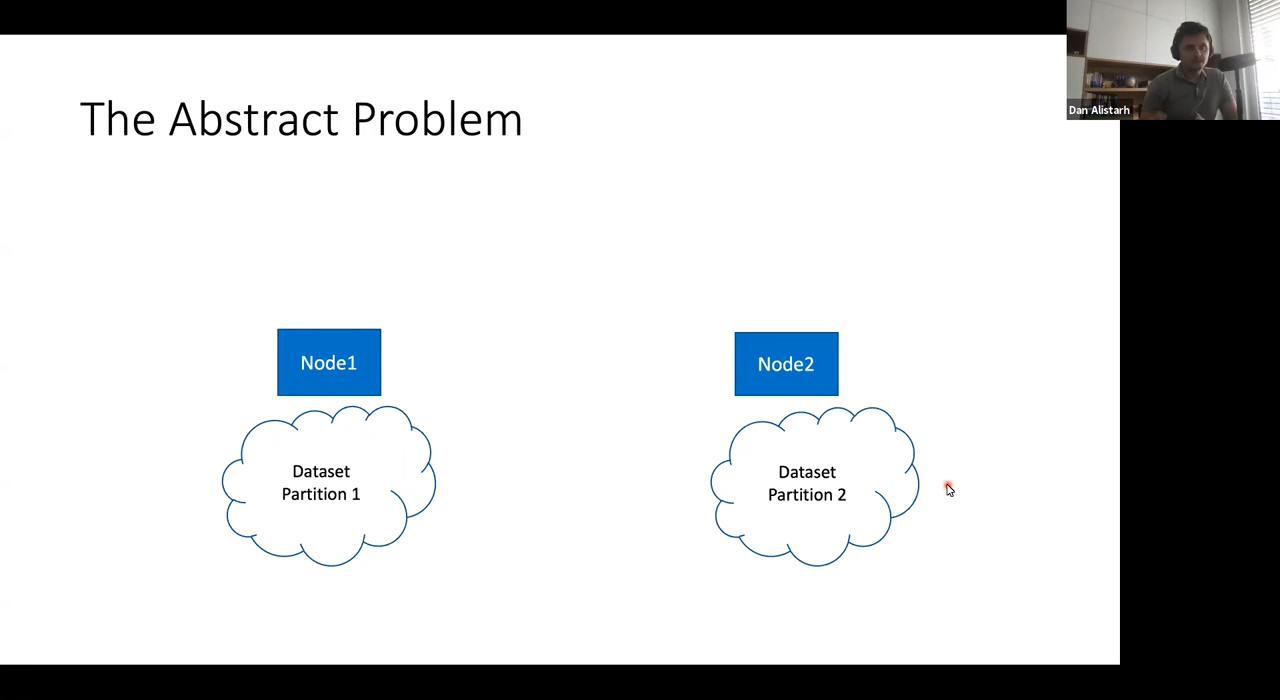 The Abstract Problem
Dan Alistarh
Node1
Node2
Dataset
Partition 1
Dataset
Partition 2